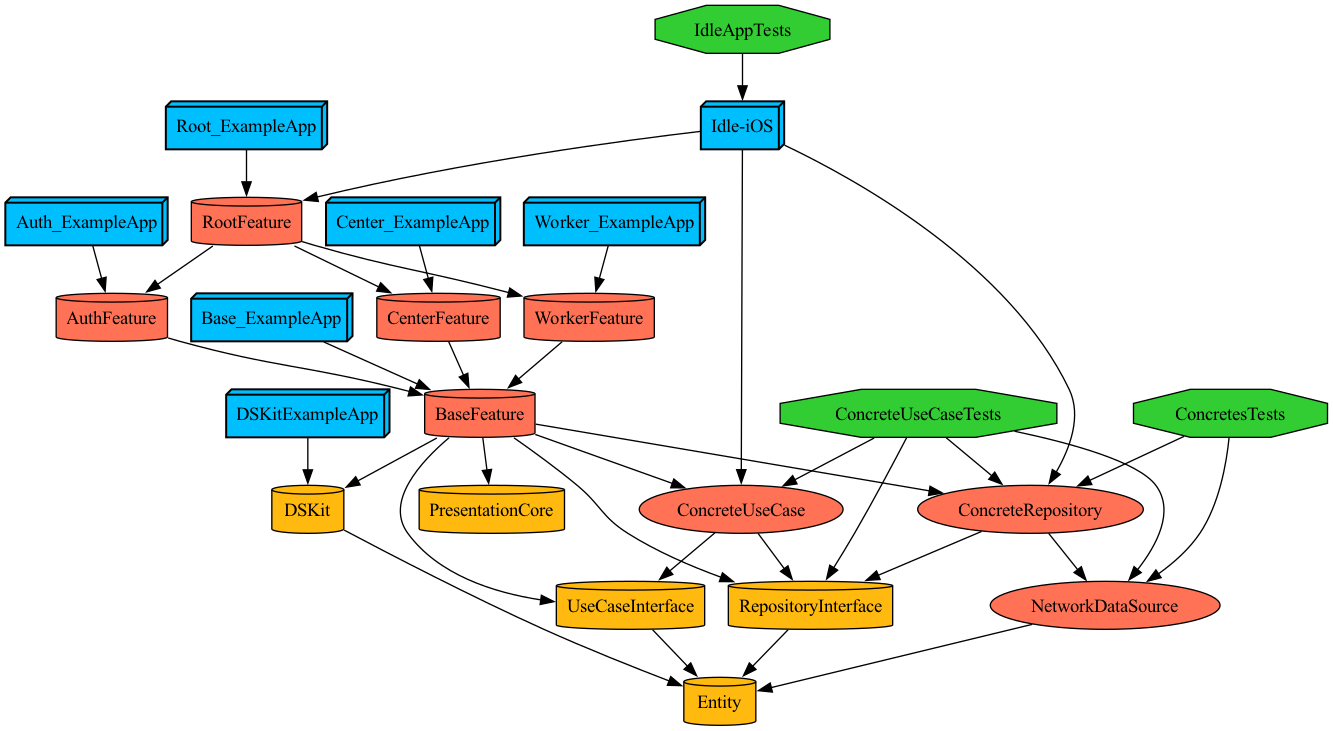 IdleAppTests
Root_ExampleApp
Idle-iOS
Auth_ExampleApp
RootFeature
Center_ExampleApp
Worker_ExampleApp
AuthFeature
Base_ExampleApp
CenterFeature
WorkerFeature
DSKitExampleApp
BaseFeature
ConcreteUseCaseTests
ConcretesTests
DSKit
PresentationCore
ConcreteUseCase
ConcreteRepository
UseCaseInterface
RepositoryInterface
NetworkDataSource
Entity